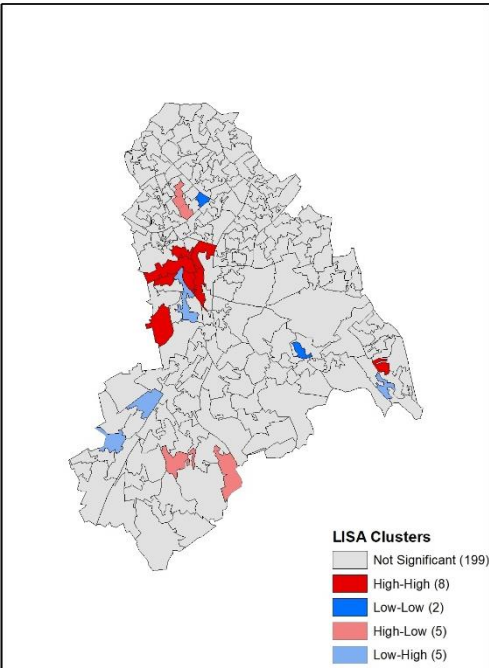 LISA Clusters
Not Significant (199)
High-High (8)
Low-Low (2)
High-Low (5)
Low-High (5)